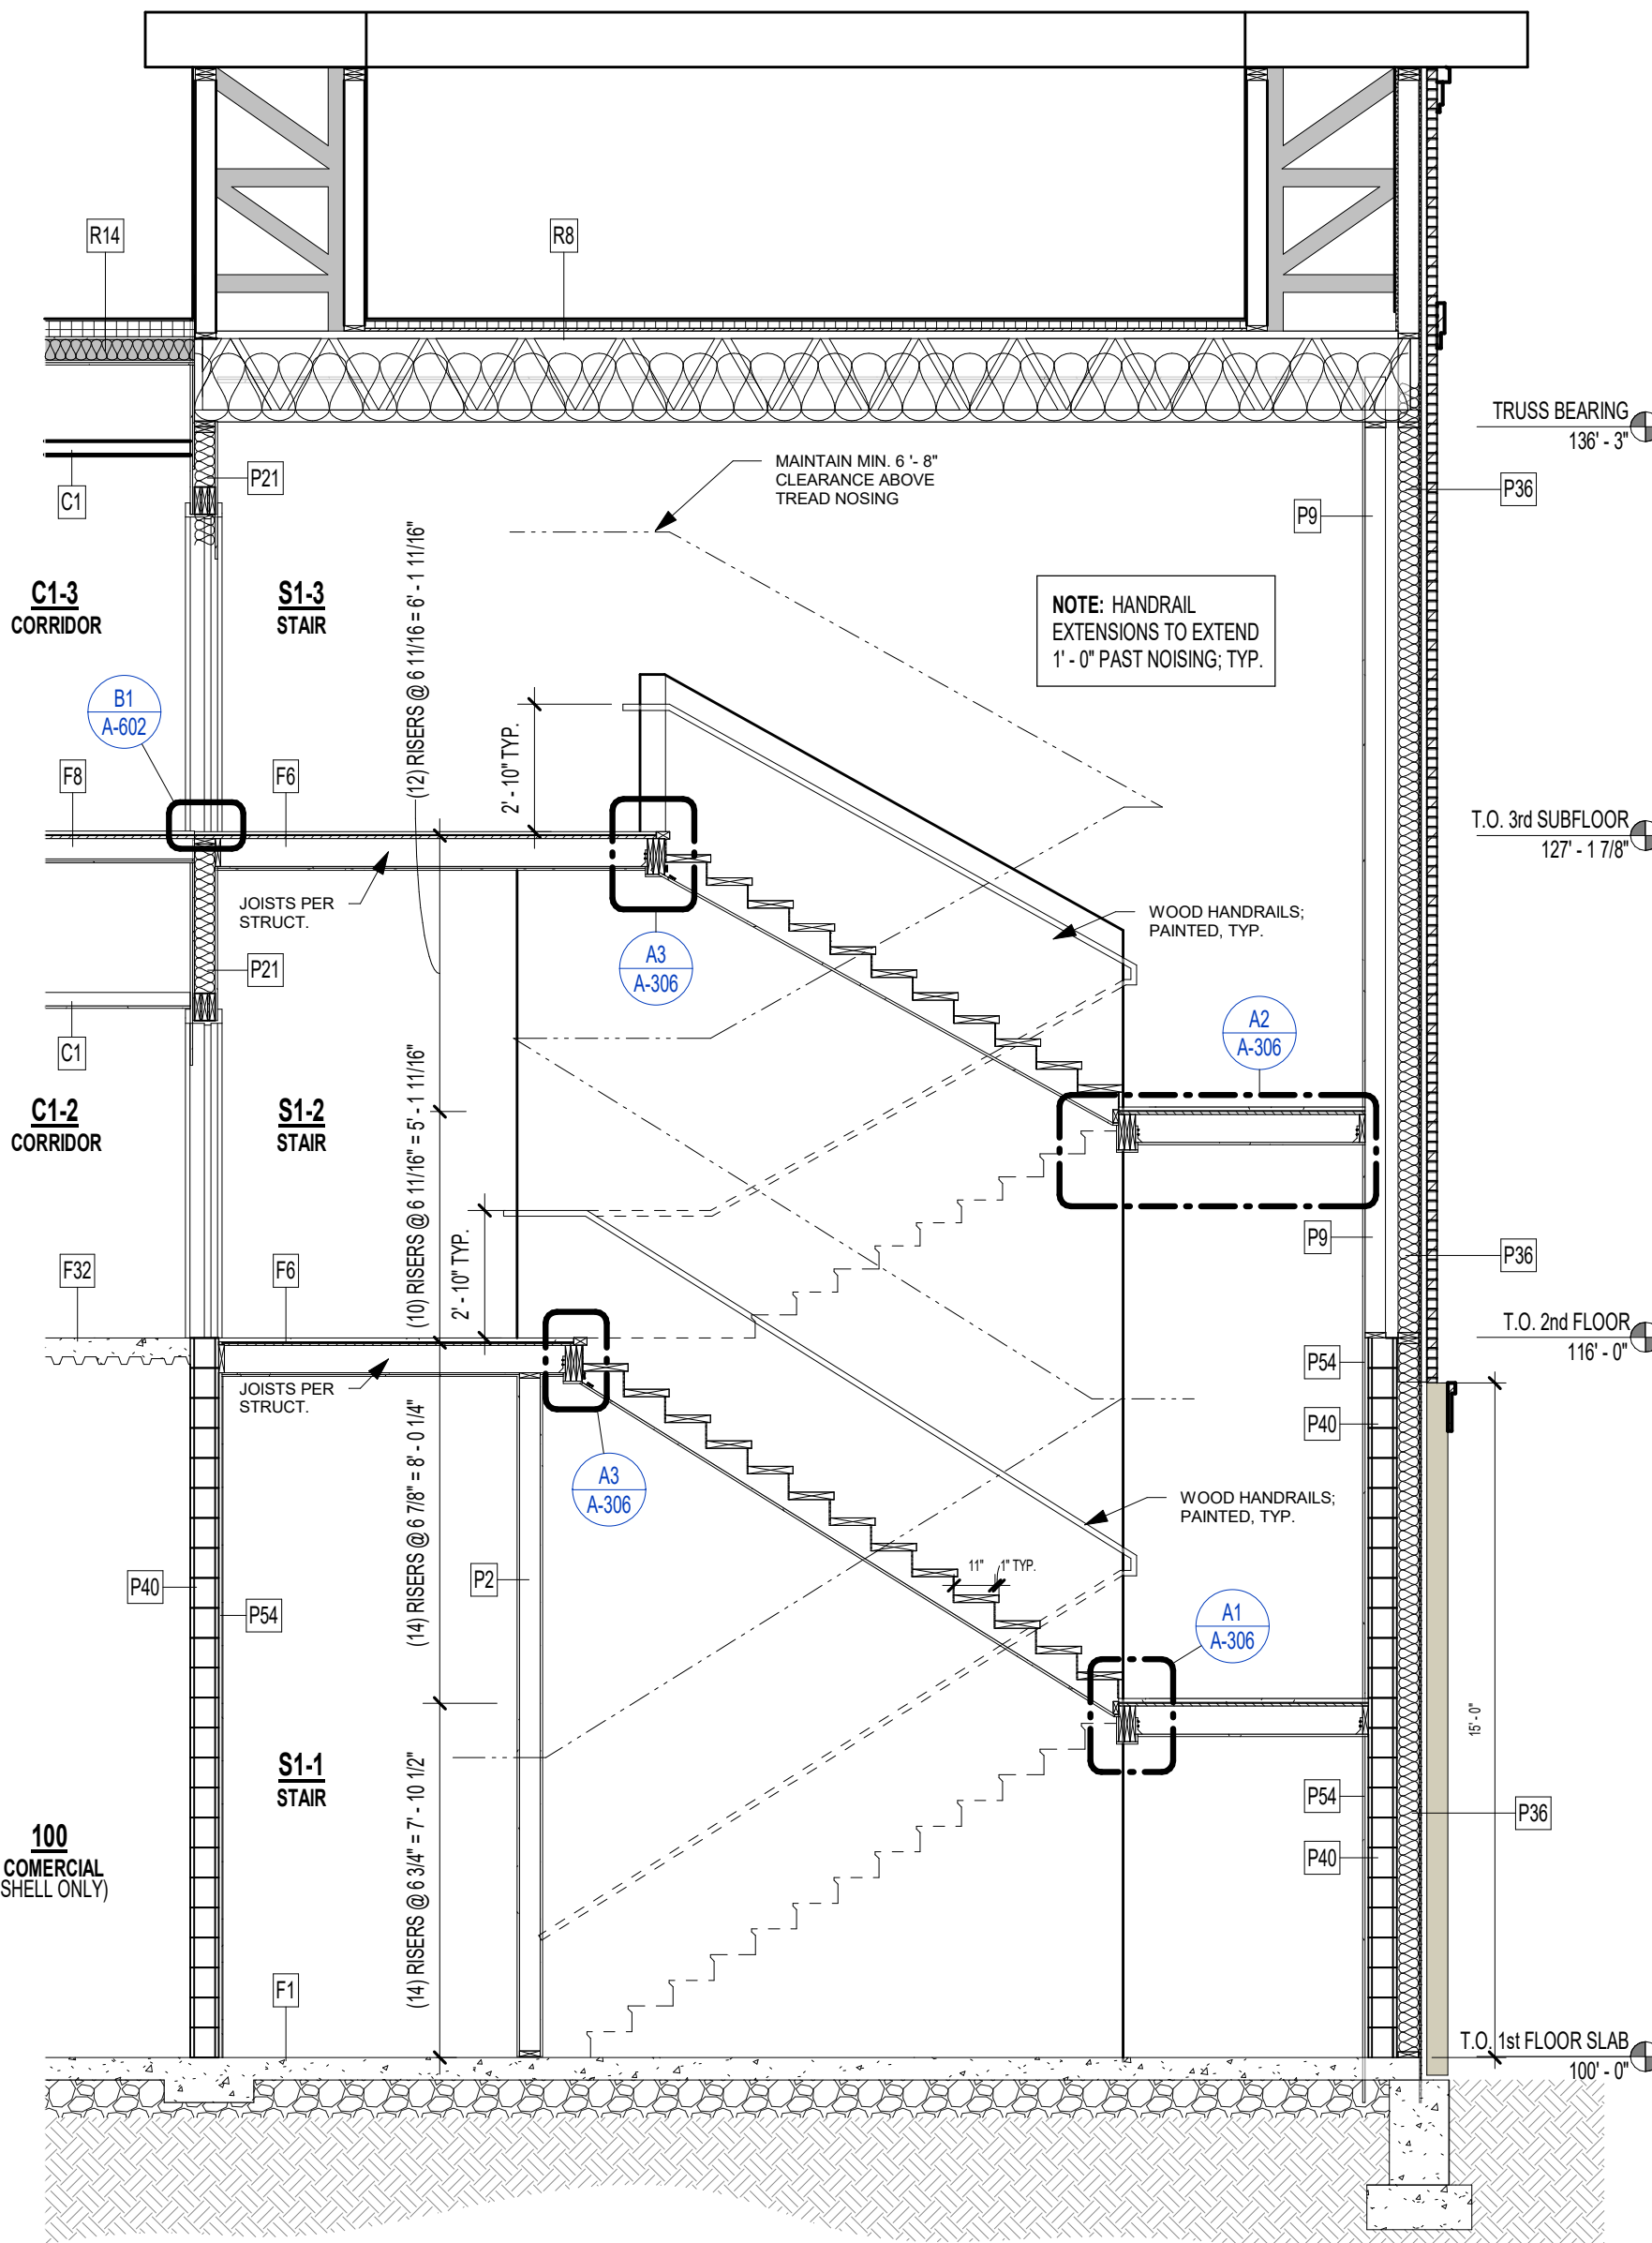 R14
R8
TRUSS BEARING
136' - 3"
MAINTAIN MIN. 6 '- 8"
CLEARANCE ABOVE
TREAD NOSING
P21
C1
P36
P9
(12) RISERS @ 6 11/16 = 6' - 1 11/16"
C1-3
CORRIDOR
S1-3
STAIR
NOTE: HANDRAIL
EXTENSIONS TO EXTEND
1' - 0" PAST NOISING; TYP.
B1
A-602
2' - 10" TYP.
F8
F6
T.O. 3rd SUBFLOOR
127' - 1 7/8"
JOISTS PER
STRUCT.
WOOD HANDRAILS;
PAINTED, TYP.
A3
A-306
P21
C1
A2
A-306
C1-2
CORRIDOR
S1-2
STAIR
(10) RISERS @ 6 11/16" = 5' - 1 11/16"
2' - 10" TYP.
P9
P36
F32
F6
T.O. 2nd FLOOR
116' - 0"
P54
JOISTS PER
STRUCT.
P40
A3
A-306
(14) RISERS @ 6 7/8" = 8' - 0 1/4"
WOOD HANDRAILS;
PAINTED, TYP.
11"
1" TYP.
P40
P2
P54
A1
A-306
15' - 0"
S1-1
STAIR
(14) RISERS @ 6 3/4" = 7' - 10 1/2"
P54
P36
100
COMERCIAL
SHELL ONLY)
P40
F1
T.O. 1st FLOOR SLAB
100' - 0"